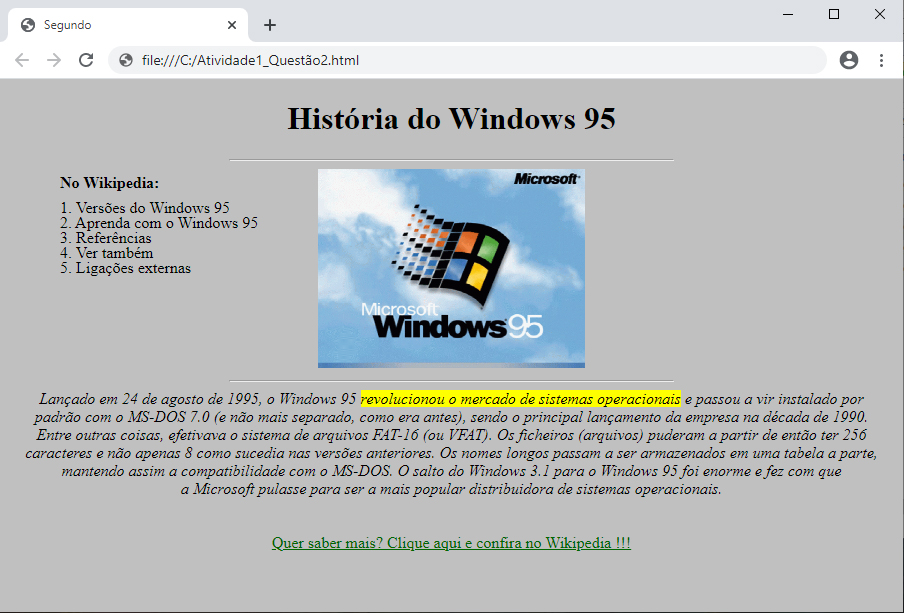 Segundo
file:///C:/Atividade1_Questão2.html
História do Windows 95
No Wikipedia:
1. Versões do Windows 95
2. Aprenda com o Windows 95
3. Referências
4. Ver também
5. Ligações externas
Microsoft
Microsoft
Windows95
Lançado em 24 de agosto de 1995, o Windows 95 revolucionou o mercado de sistemas operacionais e passou a vir instalado por
padrão com o MS-DOS 7.0 (e não mais separado, como era antes), sendo o principal lançamento da empresa na década de 1990.
Entre outras coisas, efetivava o sistema de arquivos FAT-16 (ou VFAT). Os ficheiros (arquivos) puderam a partir de então ter 256
caracteres e não apenas 8 como sucedia nas versões anteriores. Os nomes longos passam a ser armazenados em uma tabela a parte,
mantendo assim a compatibilidade com o MS-DOS. O salto do Windows 3.1 para o Windows 95 foi enorme e fez com que
a Microsoft pulasse para ser a mais popular distribuidora de sistemas operacionais.
Quer saber mais? Clique aqui e confira no Wikipedia !!!